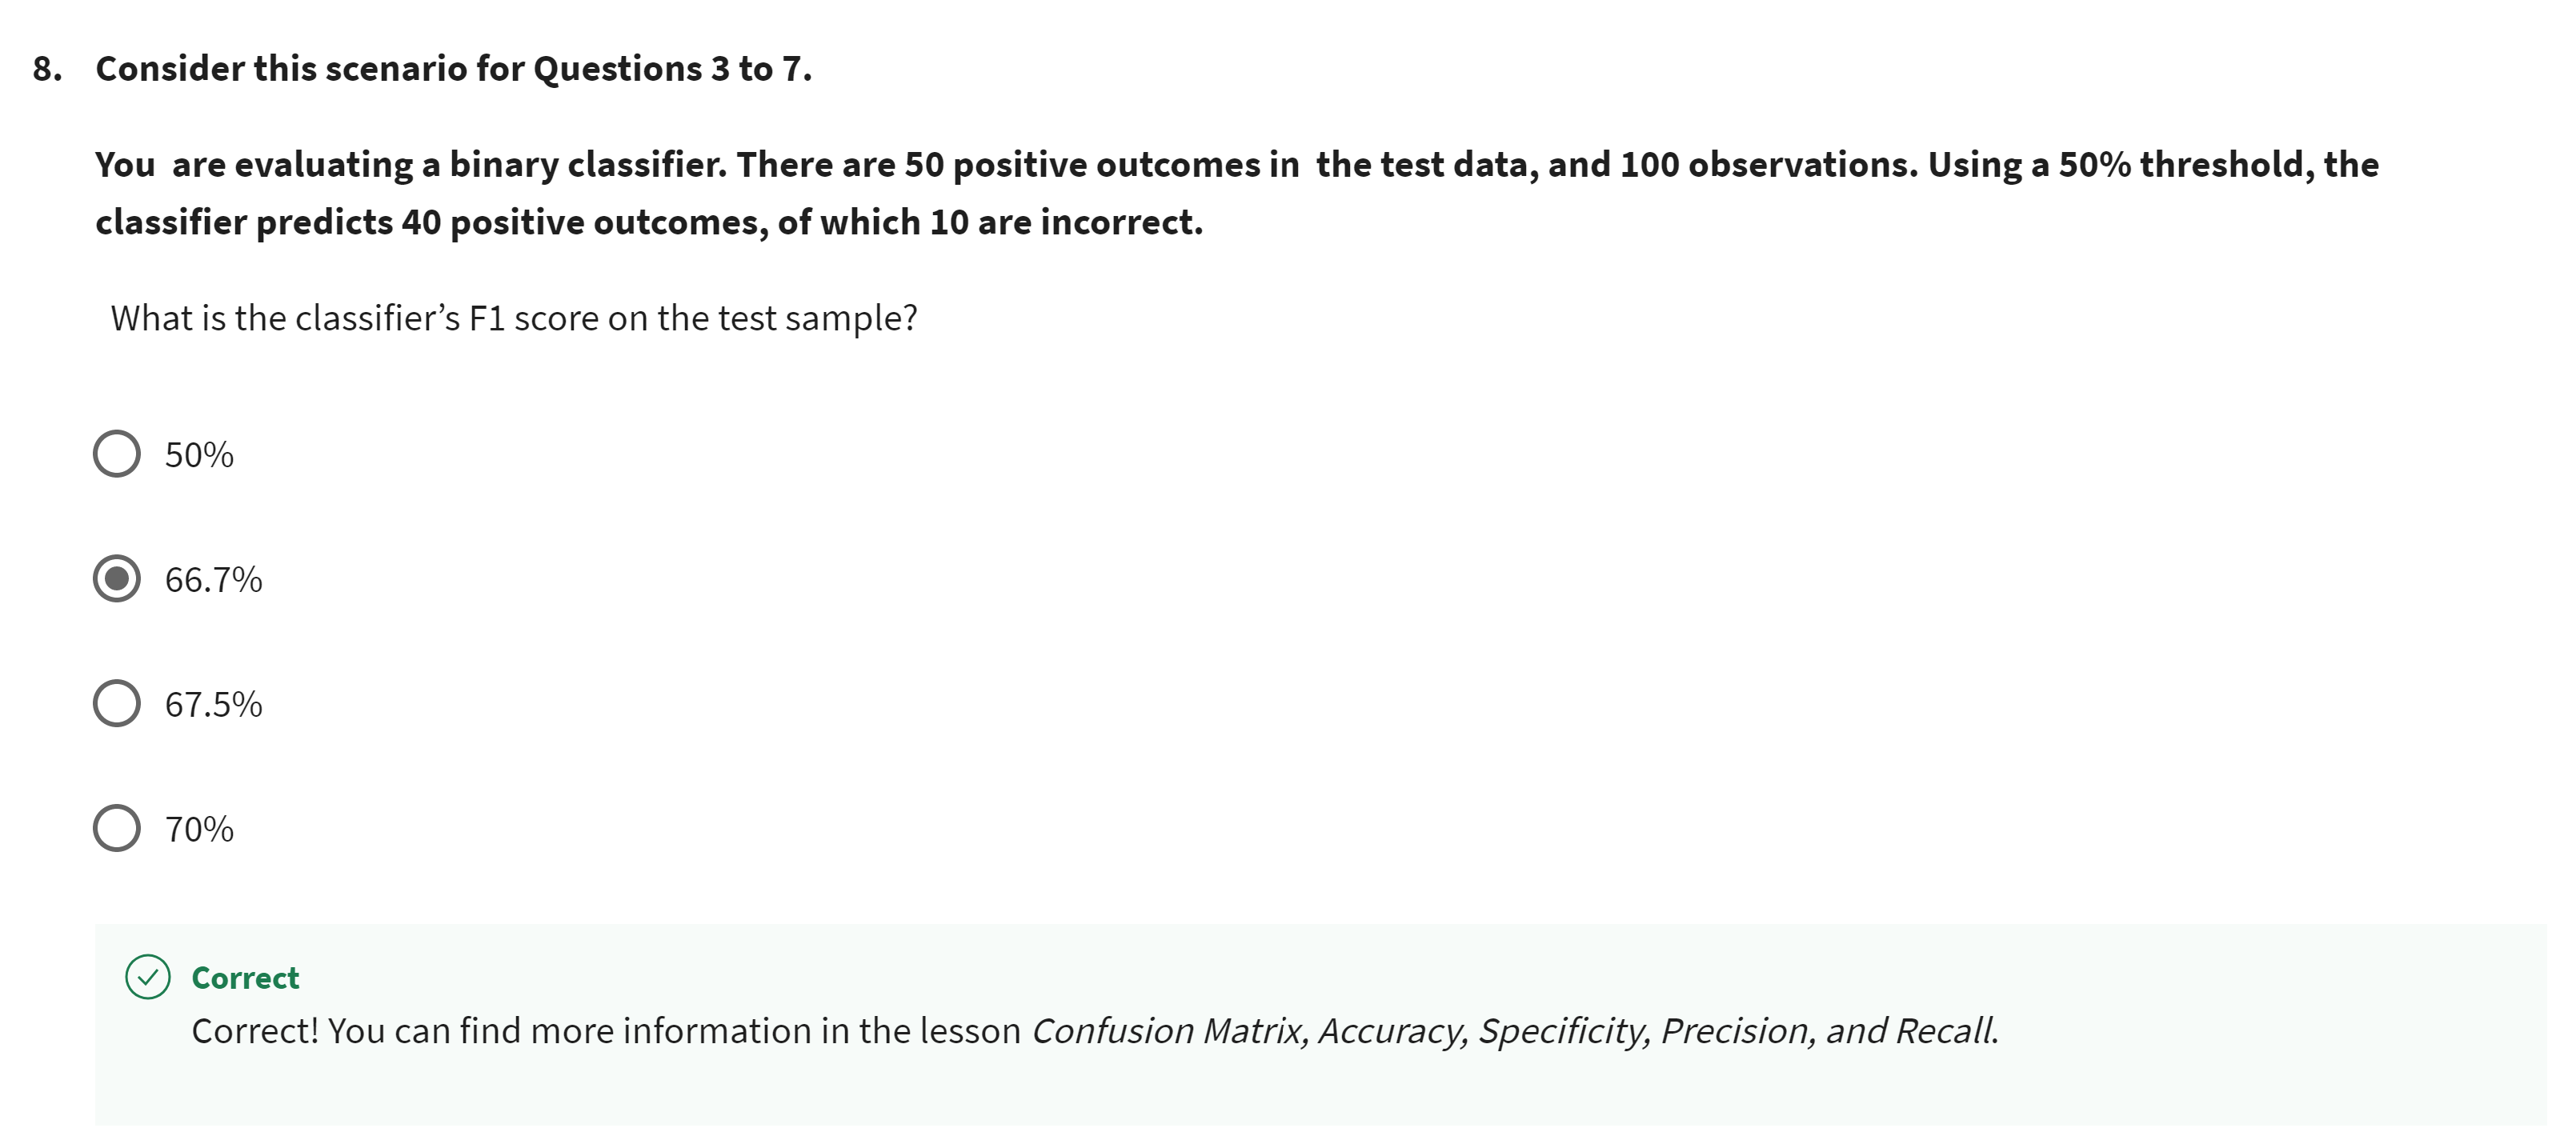 8. Consider this scenario for Questions 3 to 7.
You are evaluating a binary classifier. There are 50 positive outcomes in the test data, and 100 observations. Using a 50% threshold, the
classifier predicts 40 positive outcomes, of which 10 are incorrect.
What is the classifier’s F1 score on the test sample?
50%
66.7%
67.5%
70%
Correct
Correct! You can find more information in the lesson Confusion Matrix, Accuracy, Specificity, Precision, and Recall.